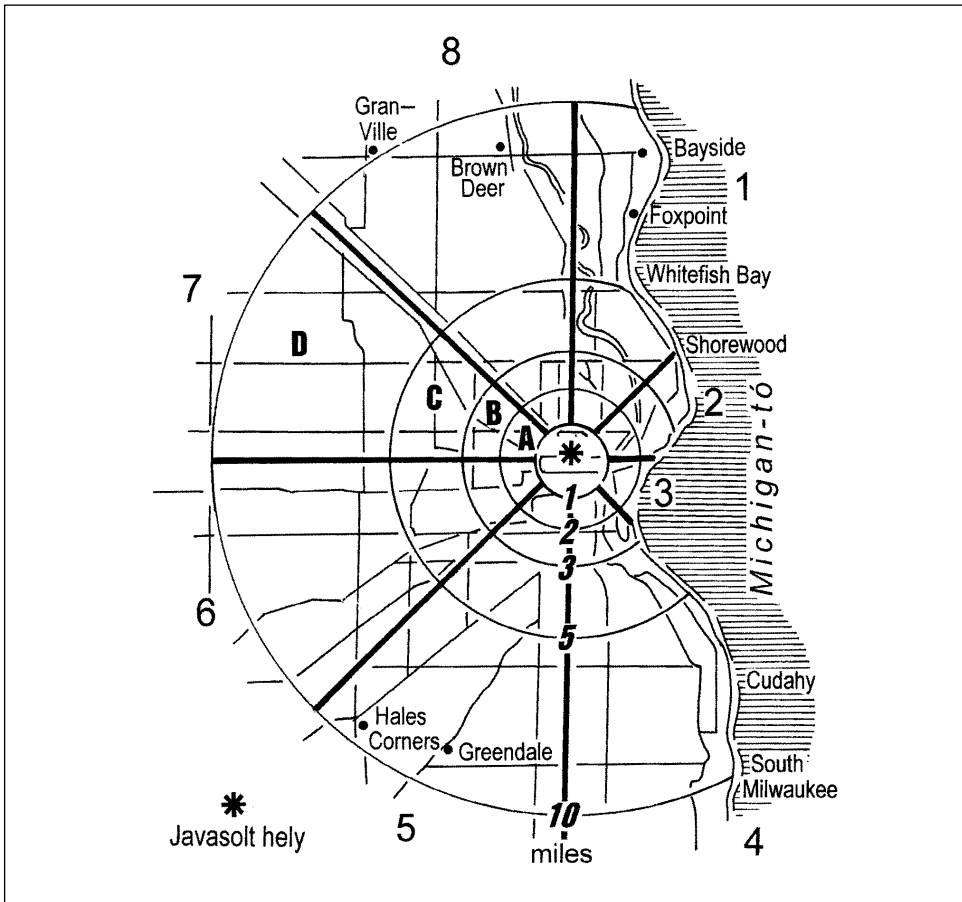 8
Gran–
Ville
Brown
Deer
Bayside
1
Foxpoint
Whitefish Bay
7
D
Shorewood
C
2
B
A
1
3
2
Michigan-tó
3
6
5
Cudahy
Hales
Corners
Greendale
South
Milwaukee
10
Javasolt hely
5
miles
4